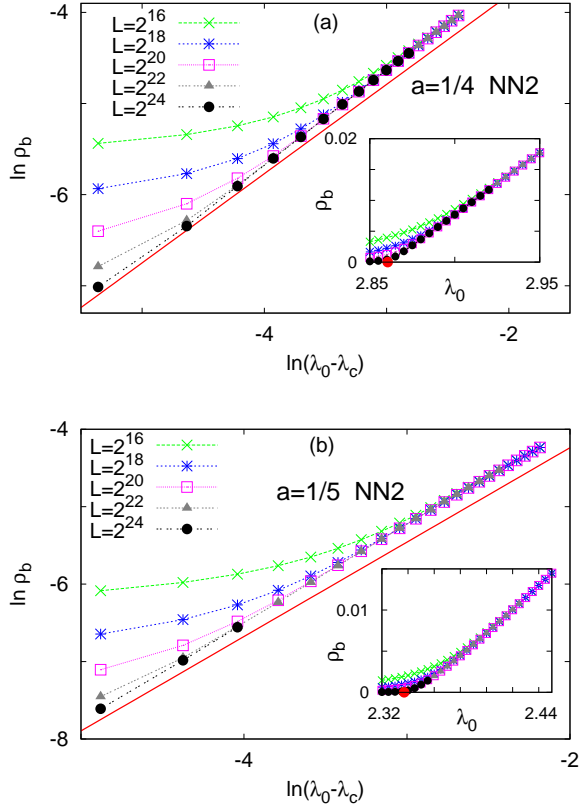 (a)
L=2^16
L=2^18
L=2^20
L=2^22
L=2^24
a=1/4 NN2
-4
-6
ln ρ_b
-4
-2
ln(λ_0-λ_c)
0.02
0
ρ_b
2.85
2.95
λ_0
(b)
L=2^16
L=2^18
L=2^20
L=2^22
L=2^24
a=1/5 NN2
-4
-6
-8
ln ρ_b
-4
-2
ln(λ_0-λ_c)
0.01
0
ρ_b
2.32
2.44
λ_0